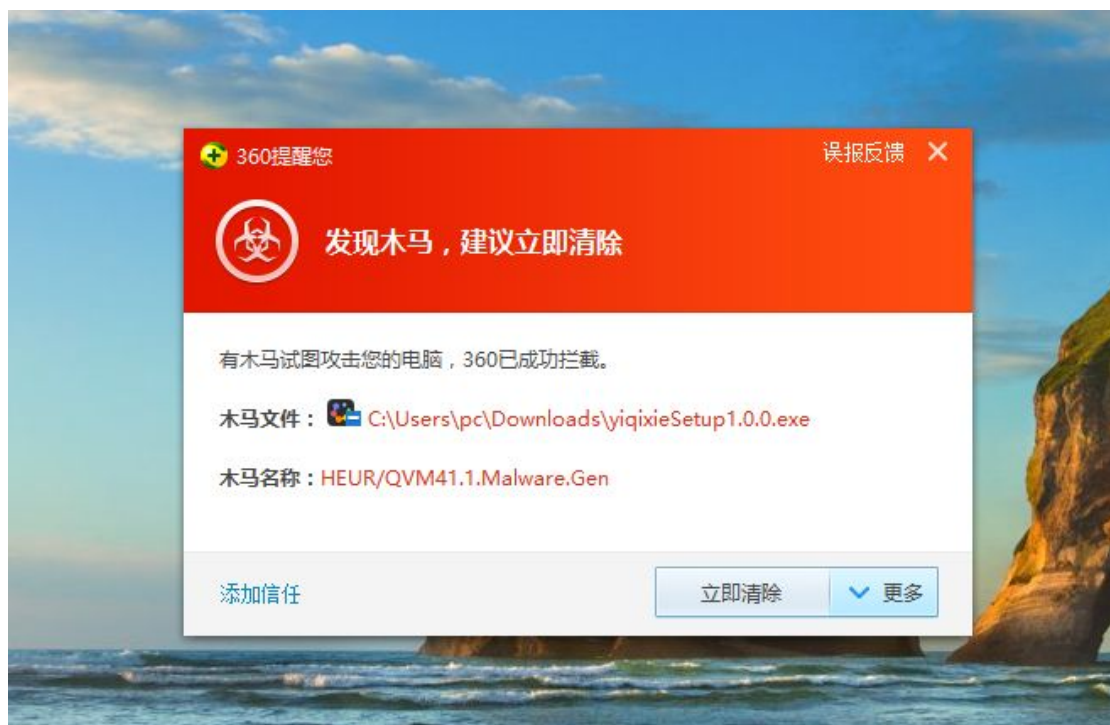 360提醒您
误报反馈
发现木马，建议立即清除
有木马试图攻击您的电脑，360已成功拦截。
木马文件： C:\Users\pc\Downloads\yiqixieSetup1.0.0.exe
木马名称：HEUR/QVM41.1.Malware.Gen
添加信任
立即清除
更多